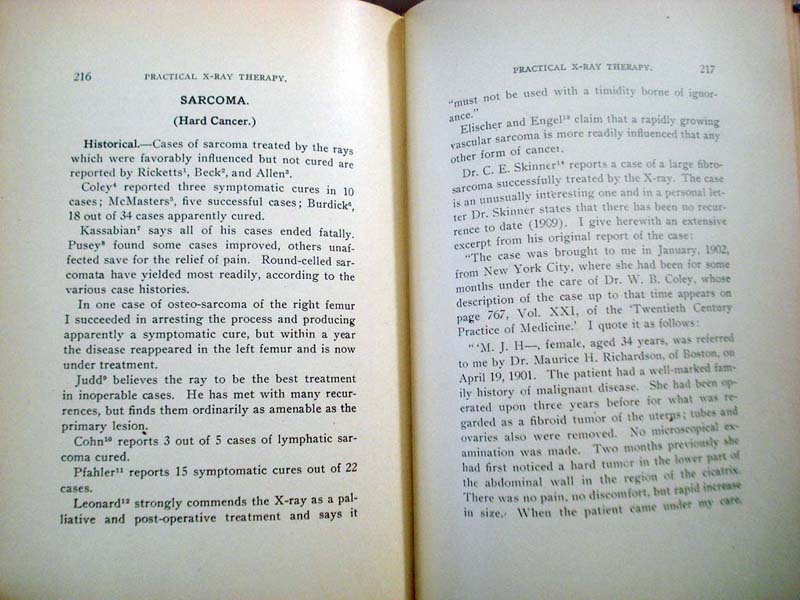 216 PRACTICAL X-RAY THERAPY.
SARCOMA.
(Hard Cancer.)
Historical.—Cases of sarcoma treated by the rays
which were favorably influenced but not cured are
reported by Ricketts¹, Beck², and Allen³.
Coley⁴ reported three symptomatic cures in 10
cases; McMasters⁵, five successful cases; Burdick⁶,
18 out of 34 cases apparently cured.
Kassabian⁷ says all of his cases ended fatally.
Pusey⁸ found some cases improved, others unaf-
fected save for the relief of pain. Round-celled sar-
comata have yielded most readily, according to the
various case histories.
In one case of osteo-sarcoma of the right femur
I succeeded in arresting the process and producing
apparently a symptomatic cure, but within a year
the disease reappeared in the left femur and is now
under treatment.
Judd⁹ believes the ray to be the best treatment
in inoperable cases. He has met with many recur-
rences, but finds them ordinarily as amenable as the
primary lesion.
Cohn¹⁰ reports 3 out of 5 cases of lymphatic sar-
coma cured.
Pfahler¹¹ reports 15 symptomatic cures out of 22
cases.
Leonard¹² strongly commends the X-ray as a pal-
liative and post-operative treatment and says it
PRACTICAL X-RAY THERAPY. 217
"must not be used with a timidity borne of ignor-
ance."
Elischer and Engel¹³ claim that a rapidly growing
vascular sarcoma is more readily influenced that any
other form of cancer.
Dr. C. E. Skinner¹⁴ reports a case of a large fibro-
sarcoma successfully treated by the X-ray. The case
is an unusually interesting one and in a personal let-
ter Dr. Skinner states that there has been no recur-
rence to date (1909). I give herewith an extensive
excerpt from his original report of the case:
"The case was brought to me in January, 1902,
from New York City, where she had been for some
months under the care of Dr. W. B. Coley, whose
description of the case up to that time appears on
page 767, Vol. XXI, of the 'Twentieth Century
Practice of Medicine.' I quote it as follows:
"'M. J. H—, female, aged 34 years, was referred
to me by Dr. Maurice H. Richardson, of Boston, on
April 19, 1901. The patient had a well-marked fam-
ily history of malignant disease. She had been op-
erated upon three years before for what was re-
garded as a fibroid tumor of the uterus; tubes and
ovaries also were removed. No microscopical ex-
amination was made. Two months previously she
had first noticed a hard tumor in the lower part of
the abdominal wall in the region of the cicatrix.
There was no pain, no discomfort, but rapid increase
in size. When the patient came under my care,